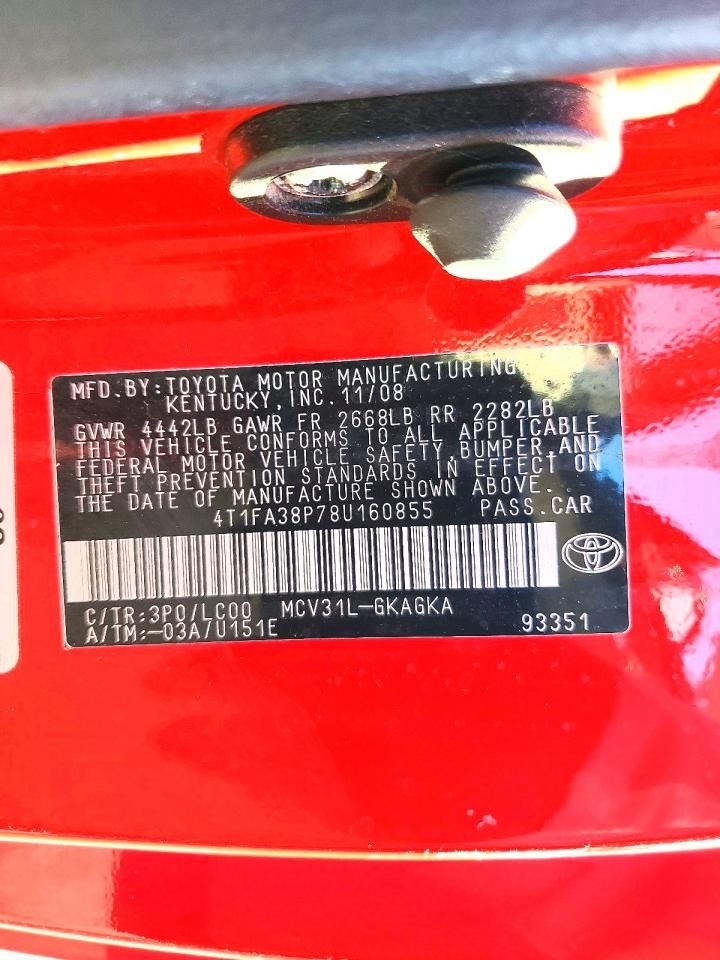 MFD.BY:TOYOTA MOTOR MANUFACTURING
KENTUCKY,INC.11/08
GVWR 4442LB GAWR FR 2668LB RR 2282LB
THIS VEHICLE CONFORMS TO ALL APPLICABLE
FEDERAL MOTOR VEHICLE SAFETY,BUMPER,AND
THEFT PREVENTION STANDARDS IN EFFECT ON
THE DATE OF MANUFACTURE SHOWN ABOVE.
4T1FA38P78U160855 PASS.CAR
C/TR:3P0/LC00 MCV31L-GKAGKA
A/TM:-03A/U151E 93351